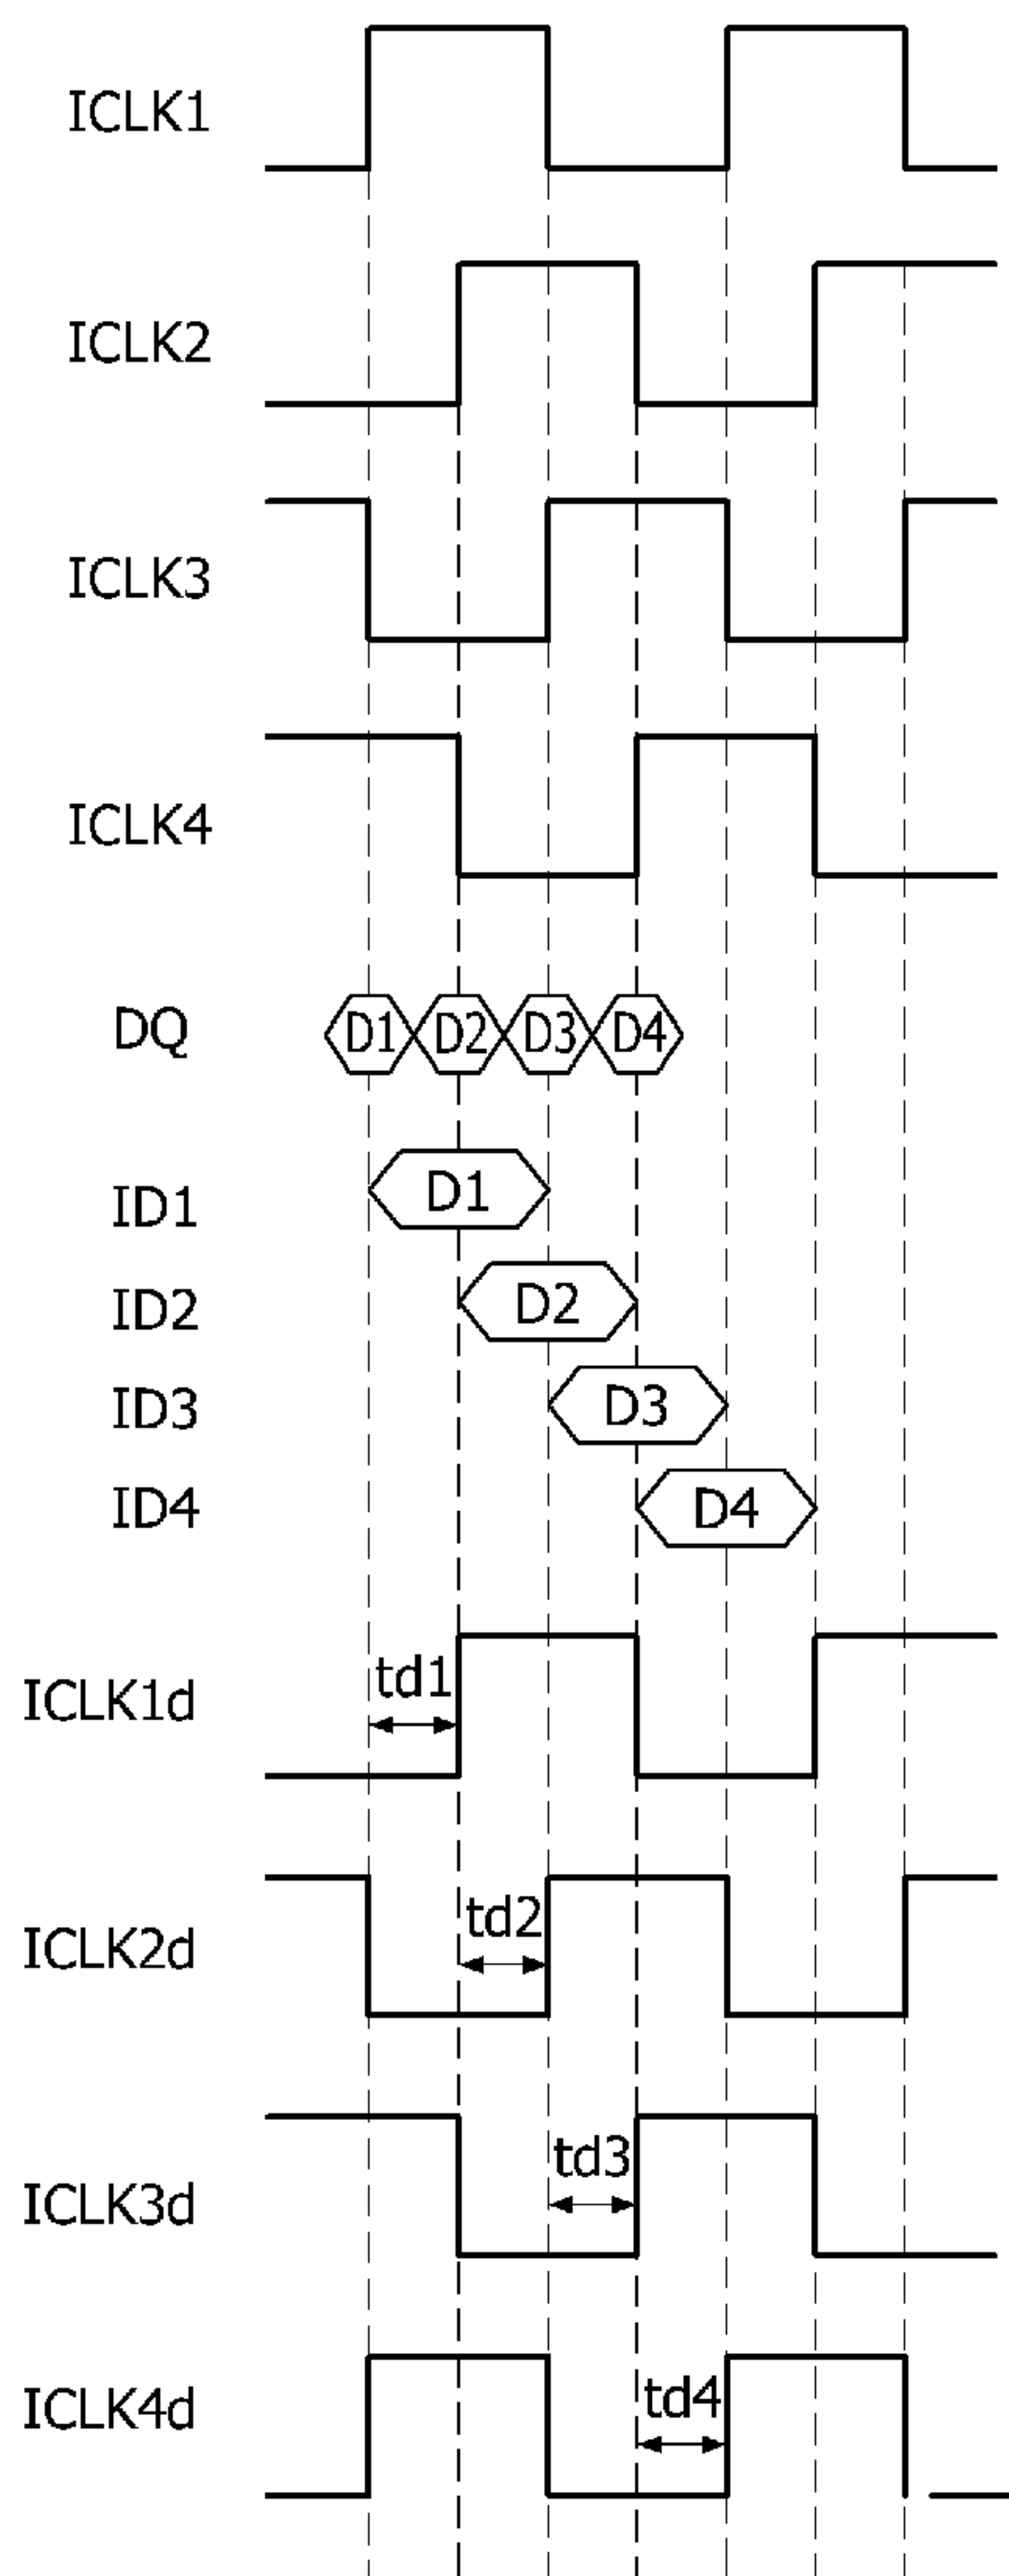 ICLK1
ICLK2
ICLK3
ICLK4
DQ D1 D2 D3 D4
ID1 D1
ID2 D2
ID3 D3
ID4 D4
ICLK1d td1
ICLK2d td2
ICLK3d td3
ICLK4d td4